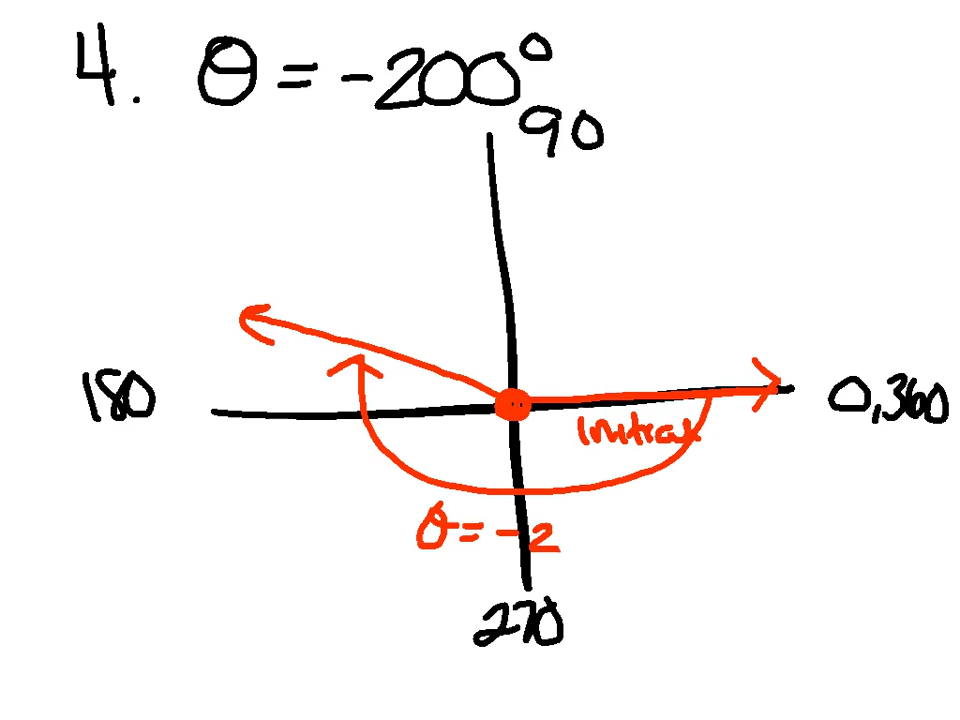 4. θ = -200°
90
180
0,360
initial
θ = -2
270